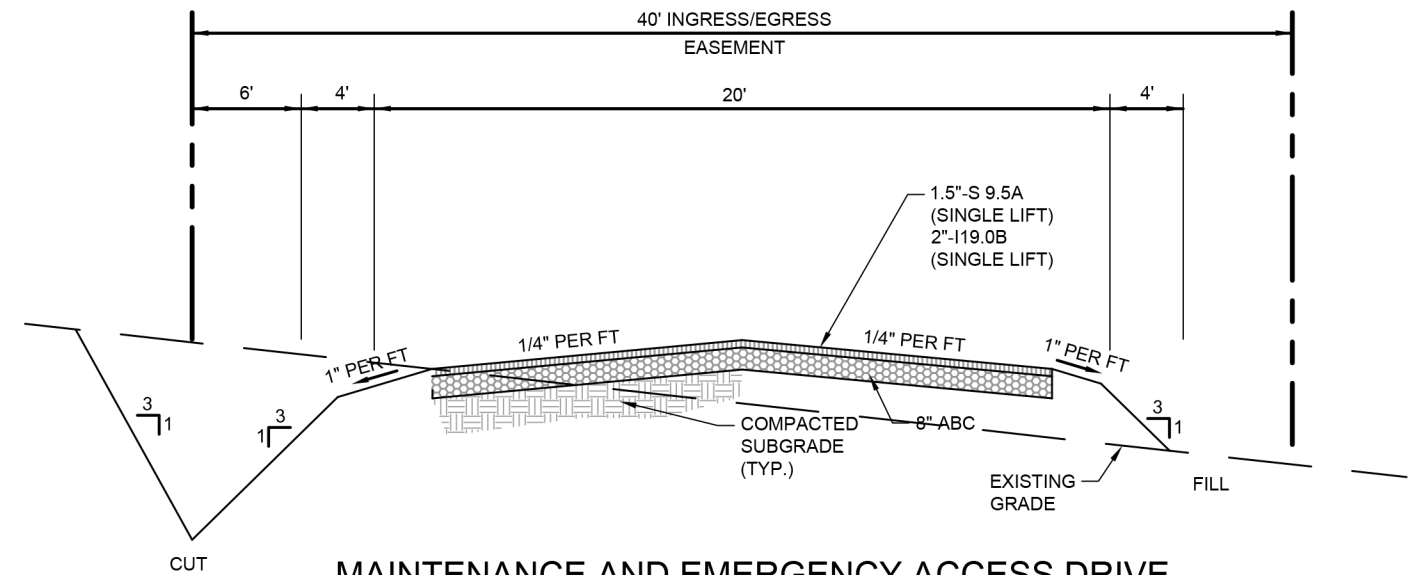 40' INGRESS/EGRESS
EASEMENT
6'
4'
20'
4'
1.5"-S 9.5A
(SINGLE LIFT)
2"-I19.0B
(SINGLE LIFT)
1" PER FT
1/4" PER FT
1/4" PER FT
1" PER FT
3
1
3
1
3
1
COMPACTED
SUBGRADE
(TYP.)
8" ABC
EXISTING
GRADE
FILL
CUT
MAINTENANCE AND EMERGENCY ACCESS DRIVE